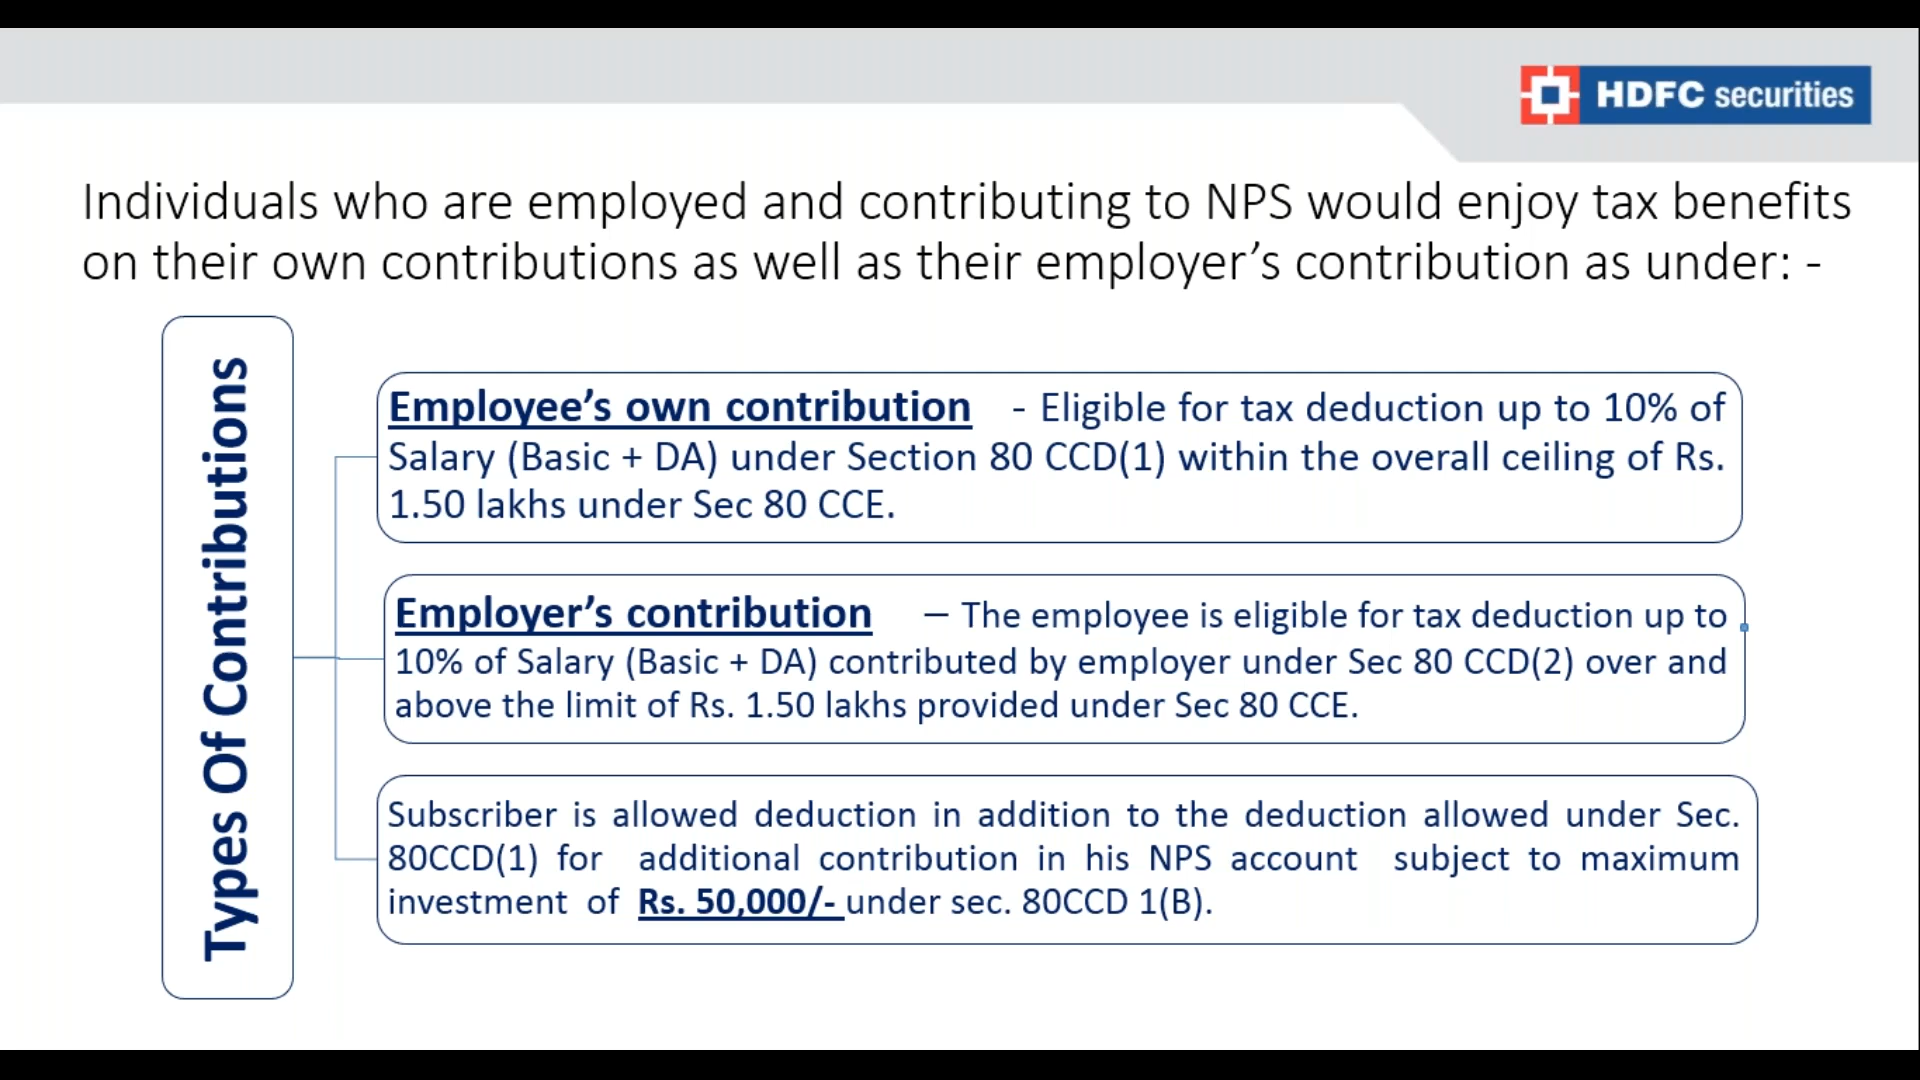 HDFC securities
Individuals who are employed and contributing to NPS would enjoy tax benefits
on their own contributions as well as their employer’s contribution as under: -
Types Of Contributions
Employee’s own contribution - Eligible for tax deduction up to 10% of
Salary (Basic + DA) under Section 80 CCD(1) within the overall ceiling of Rs.
1.50 lakhs under Sec 80 CCE.
Employer’s contribution – The employee is eligible for tax deduction up to
10% of Salary (Basic + DA) contributed by employer under Sec 80 CCD(2) over and
above the limit of Rs. 1.50 lakhs provided under Sec 80 CCE.
Subscriber is allowed deduction in addition to the deduction allowed under Sec.
80CCD(1) for additional contribution in his NPS account subject to maximum
investment of Rs. 50,000/- under sec. 80CCD 1(B).